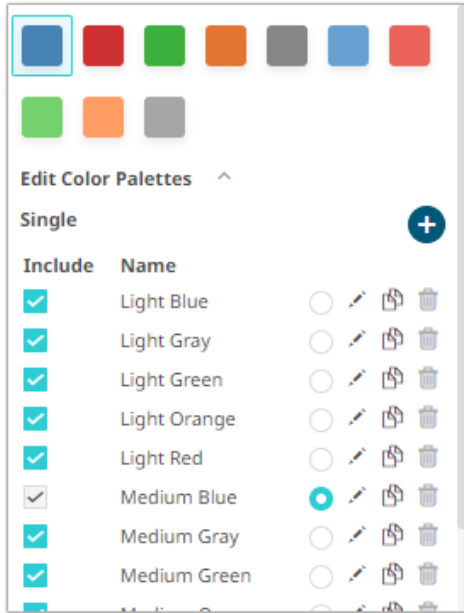 Edit Color Palettes
Single
Include Name
Light Blue
Light Gray
Light Green
Light Orange
Light Red
Medium Blue
Medium Gray
Medium Green